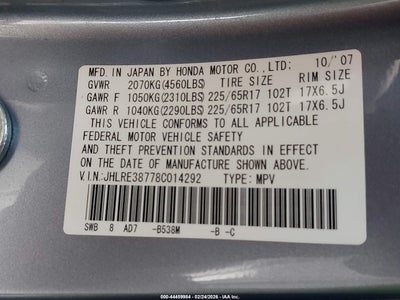 MFD. IN JAPAN BY HONDA MOTOR CO.,LTD: 10/'07
GVWR 2070KG(4560LBS) TIRE SIZE RIM SIZE
GAWR F 1050KG(2310LBS) 225/65R17 102T 17X6.5J
GAWR R 1040KG(2290LBS) 225/65R17 102T 17X6.5J
THIS VEHICLE CONFORMS TO ALL APPLICABLE
FEDERAL MOTOR VEHICLE SAFETY
AND THEFT PREVENTION STANDARDS IN EFFECT
ON THE DATE OF MANUFACTURE SHOWN ABOVE.
V.I.N.:JHLRE38778C014292 TYPE: MPV
SWB 8 AD7 -B538M -B -C
IAA
000-44409984 - 02/24/2026 - COPYRIGHT IAA